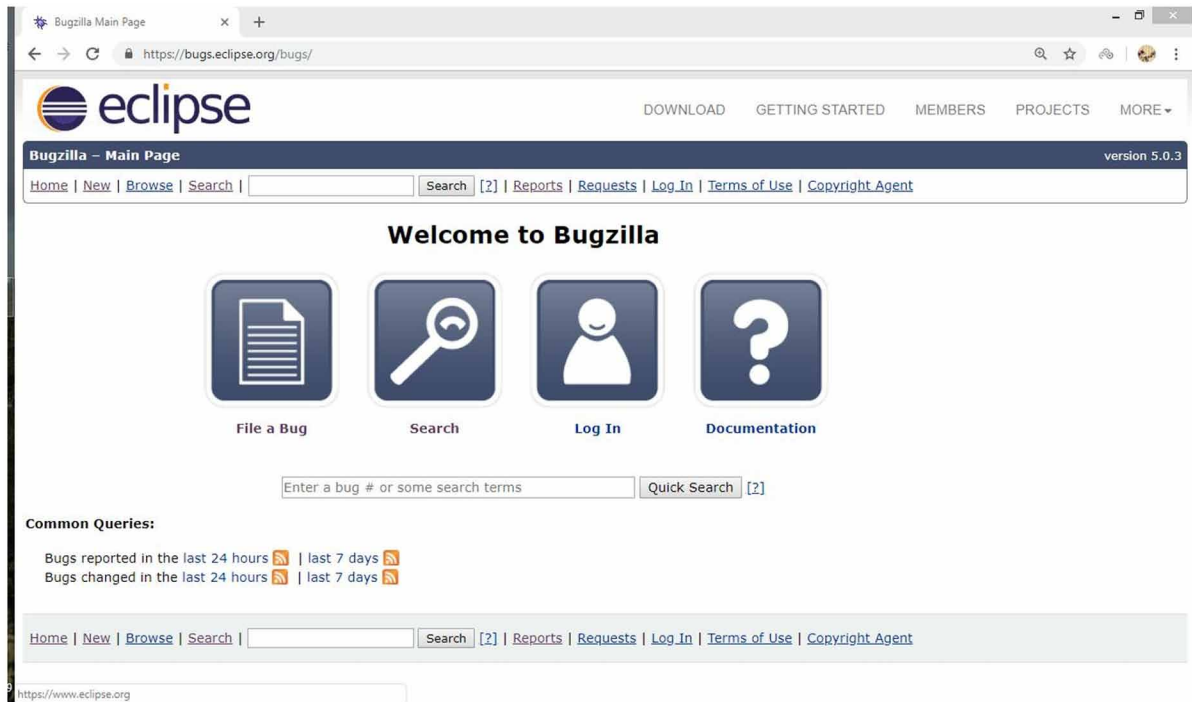 Bugzilla Main Page
https://bugs.eclipse.org/bugs/
eclipse
DOWNLOAD GETTING STARTED MEMBERS PROJECTS MORE
Bugzilla – Main Page version 5.0.3
Home | New | Browse | Search | Search [?] | Reports | Requests | Log In | Terms of Use | Copyright Agent
Welcome to Bugzilla
File a Bug Search Log In Documentation
Enter a bug # or some search terms Quick Search [?]
Common Queries:
Bugs reported in the last 24 hours | last 7 days
Bugs changed in the last 24 hours | last 7 days
Home | New | Browse | Search | Search [?] | Reports | Requests | Log In | Terms of Use | Copyright Agent
https://www.eclipse.org